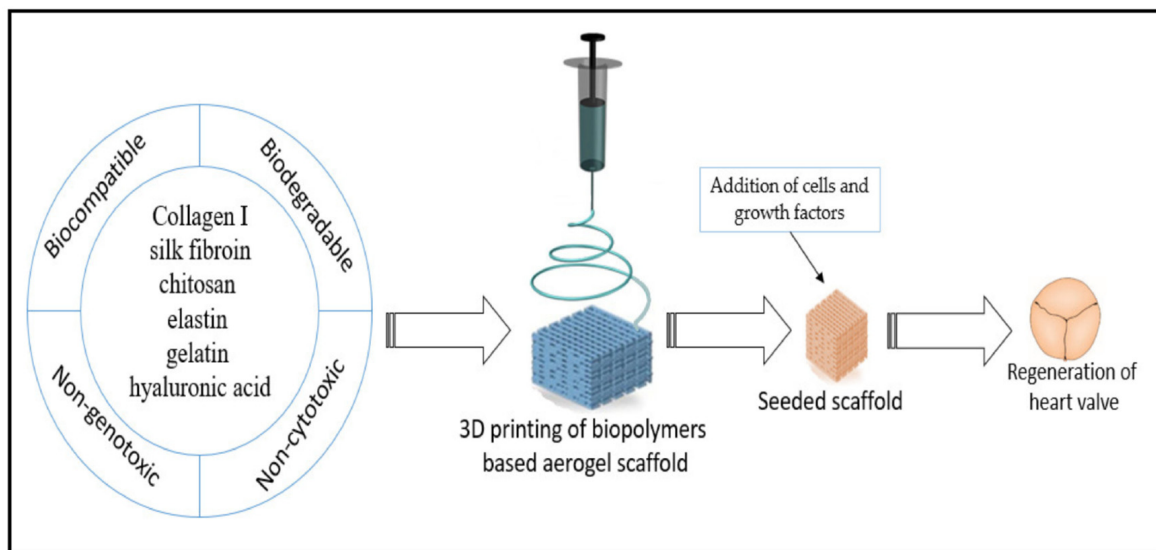 Biocompatible
Biodegradable
Collagen I
silk fibroin
chitosan
elastin
gelatin
hyaluronic acid
Non-genotoxic
Non-cytotoxic
3D printing of biopolymers
based aerogel scaffold
Addition of cells and
growth factors
Seeded scaffold
Regeneration of
heart valve